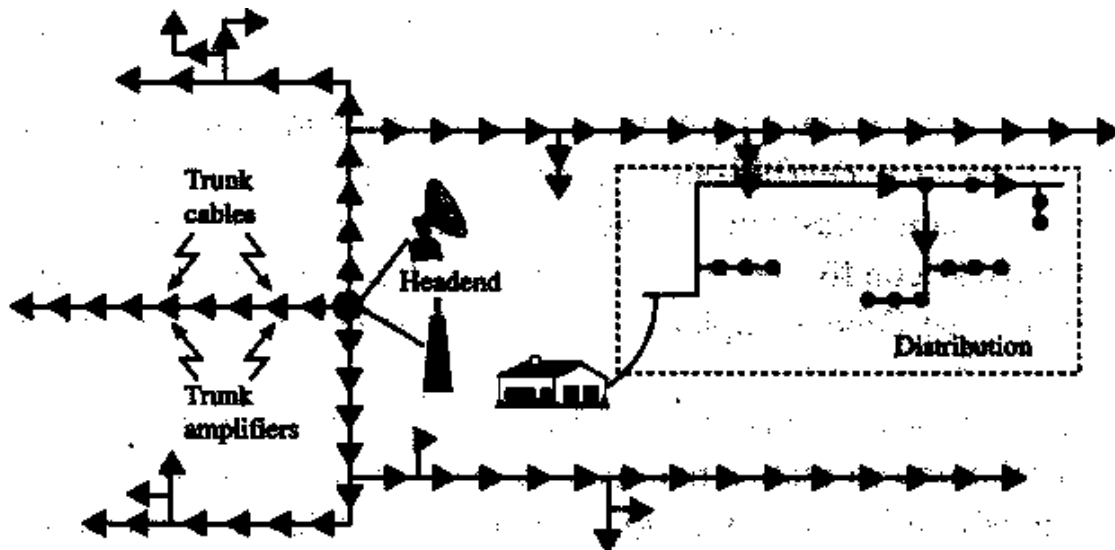 Trunk
cables
Headend
Distribution
Trunk
amplifiers